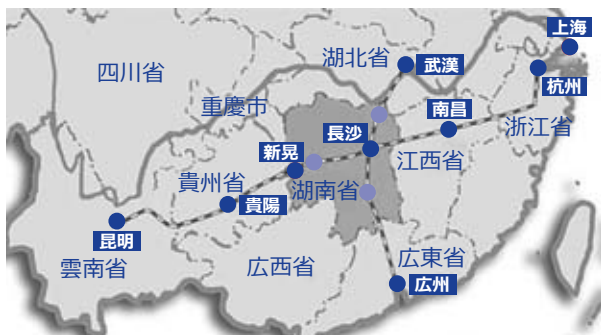 上海
湖北省
武漢
四川省
杭州
重慶市
南昌
浙江省
長沙
新晃
江西省
貴州省
湖南省
貴陽
昆明
雲南省
広西省
広東省
広州